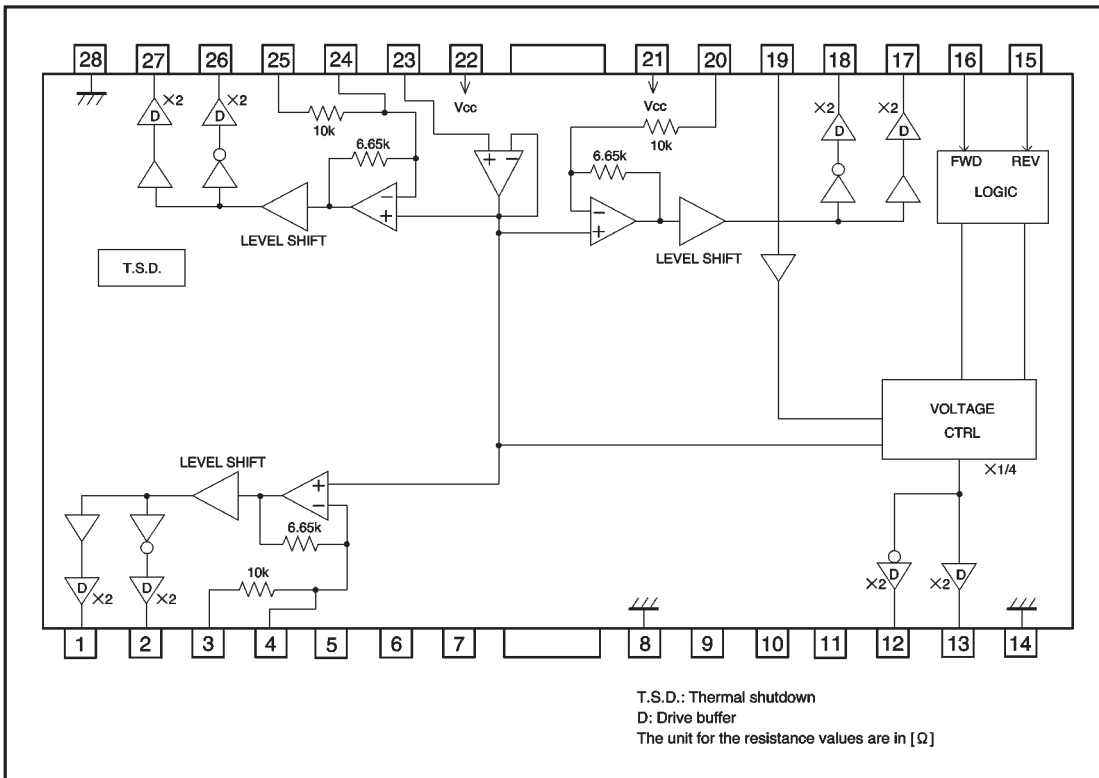 28 27 26 25 24 23 22 21 20 19 18 17 16 15
×2 ×2 Vcc Vcc ×2 ×2
D D D D
10k 10k
FWD REV
LOGIC
6.65k + − 6.65k
− −
+ +
LEVEL SHIFT LEVEL SHIFT
T.S.D.
VOLTAGE
CTRL
×1/4
LEVEL SHIFT
+
−
6.65k
10k
D ×2 D ×2 ×2 D ×2 D
1 2 3 4 5 6 7 8 9 10 11 12 13 14
T.S.D.: Thermal shutdown
D: Drive buffer
The unit for the resistance values are in [Ω]